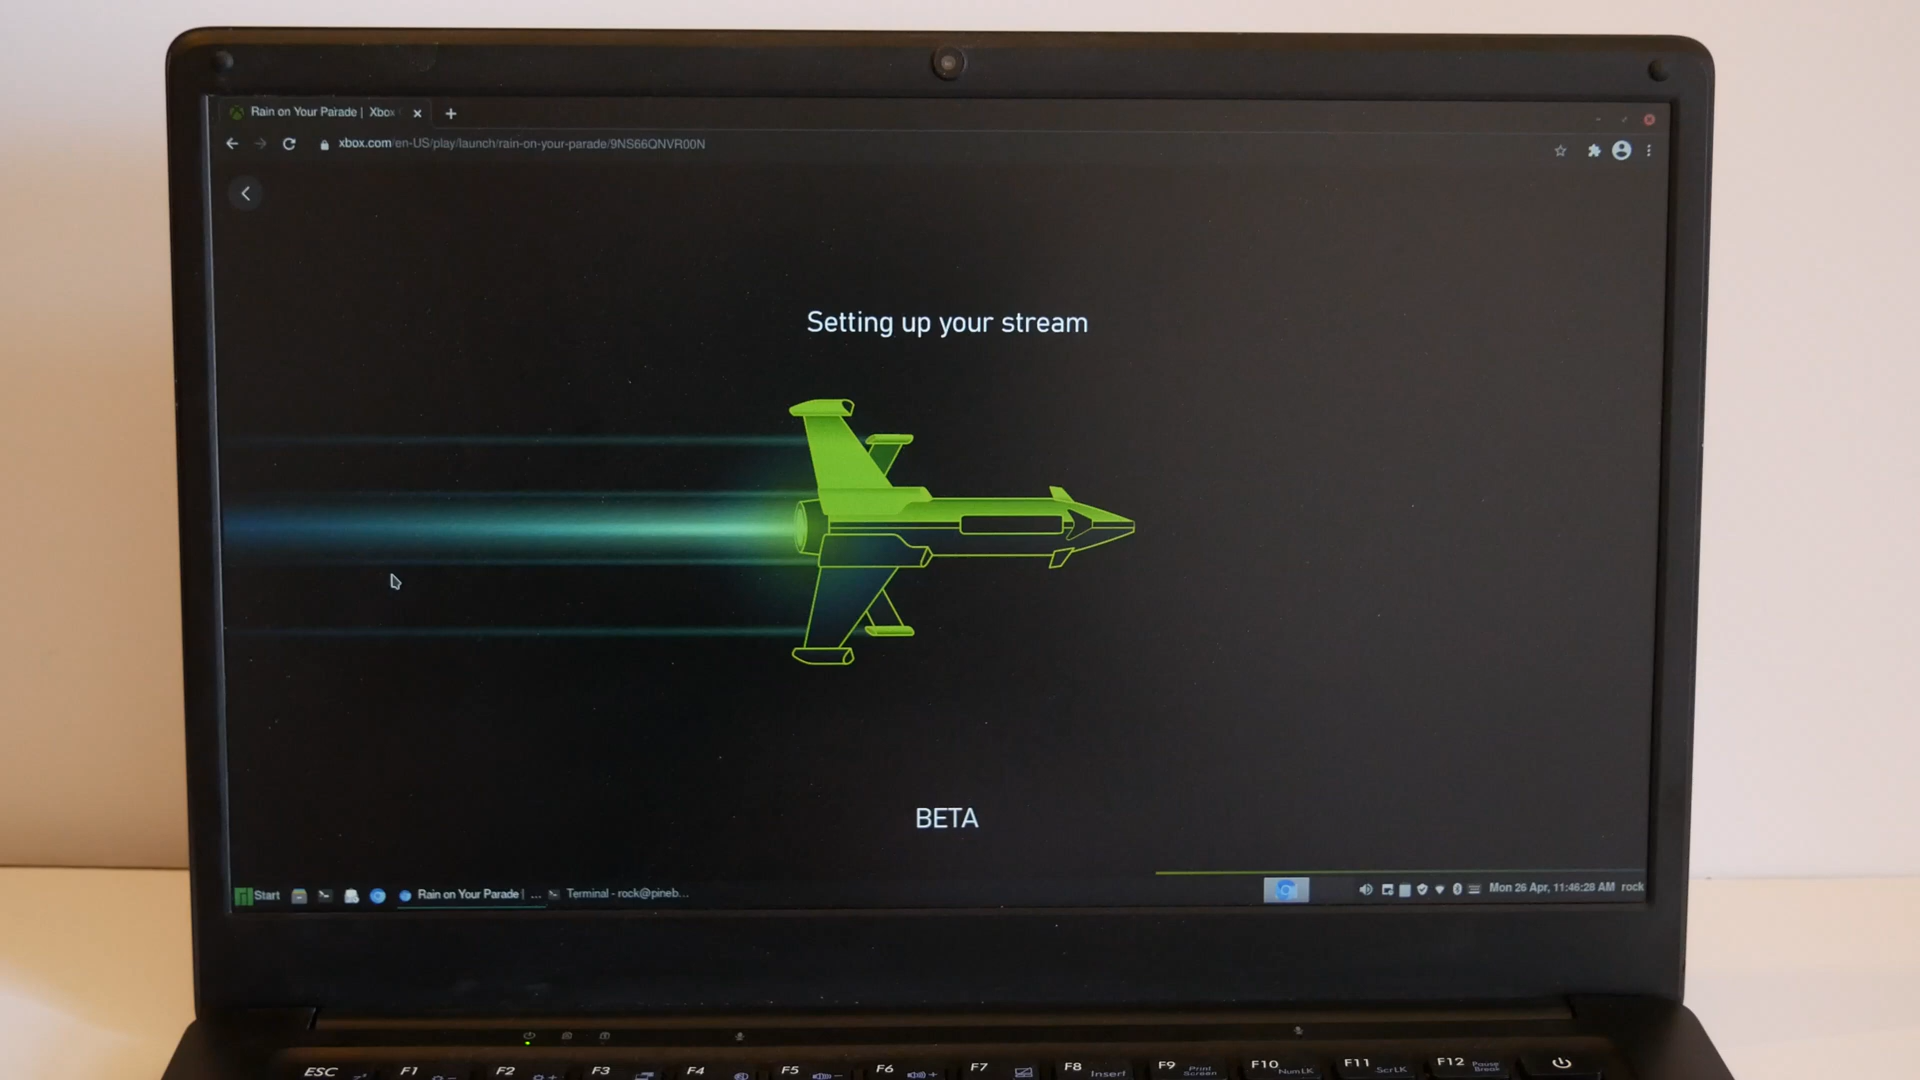 Rain on Your Parade | Xbox
xbox.com/en-US/play/launch/rain-on-your-parade/9NS66QNVR00N
Setting up your stream
BETA
Start
Rain on Your Parade | ...
Terminal - rock@pineb...
Mon 26 Apr, 11:46:28 AM
rock
ESC F1 F2 F3 F4 F5 F6 F7 F8 Insert F9 Print Screen F10 NumLK F11 ScrLK F12 Pause Break